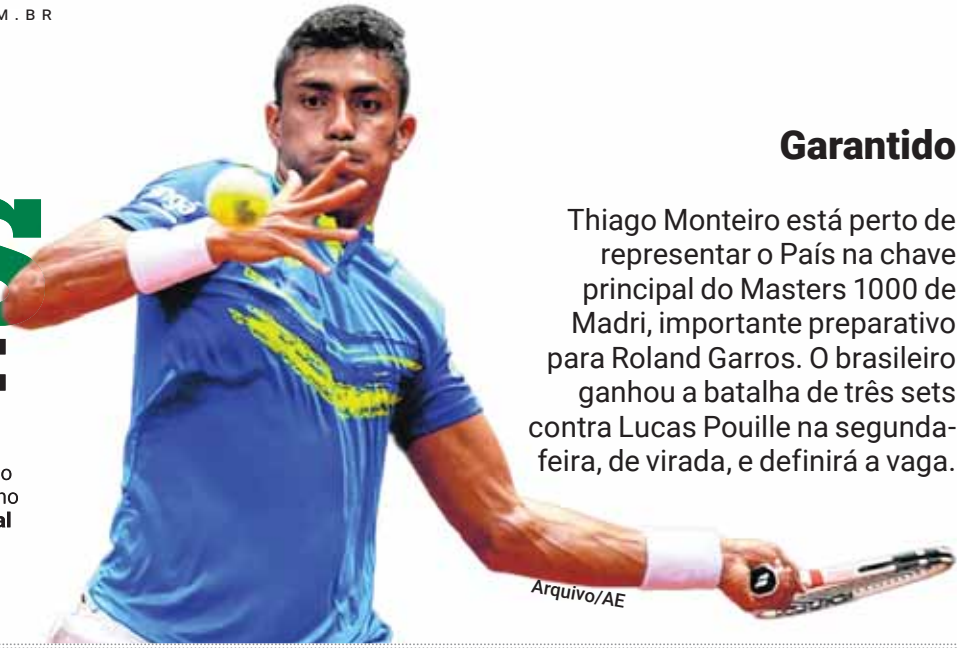 M.BR
Garantido
Thiago Monteiro está perto de
representar o País na chave
principal do Masters 1000 de
Madri, importante preparativo
para Roland Garros. O brasileiro
ganhou a batalha de três sets
contra Lucas Pouille na segunda-
feira, de virada, e definirá a vaga.
Arquivo/AE